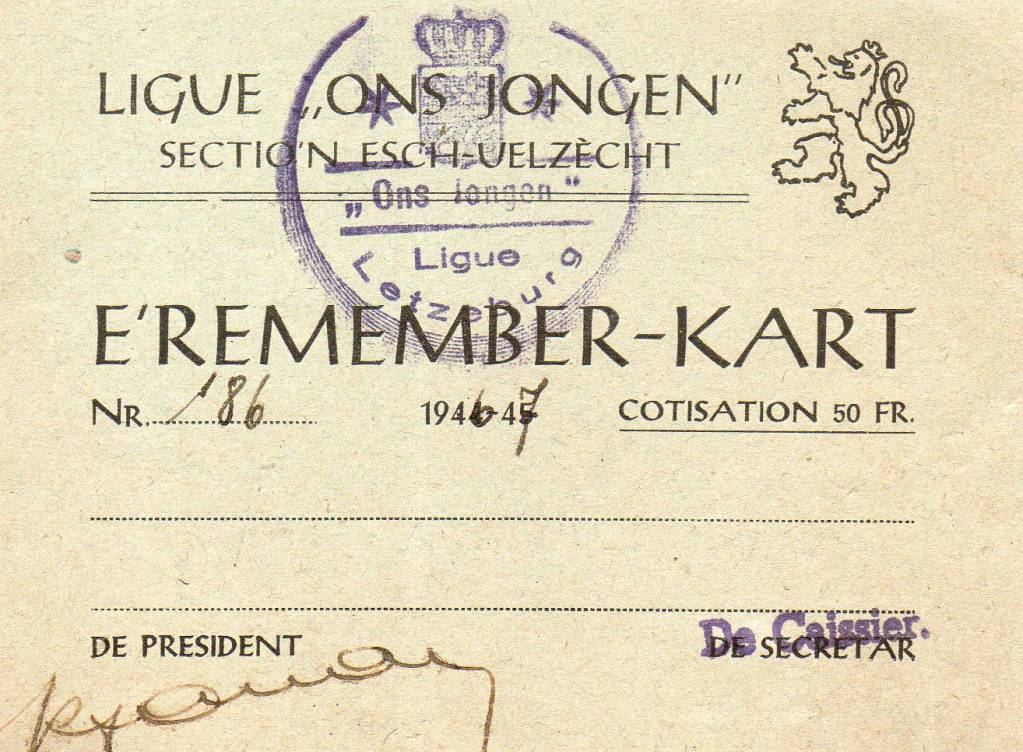 LIGUE „ONS JONGEN"
SECTIO'N ESCH-UELZÈCHT
„Ons Jongen"
Ligue
Letzeburg
E'REMEMBER-KART
NR. 186 1946-47 COTISATION 50 FR.
De Caissier.
DE PRESIDENT DE SECRETÄR